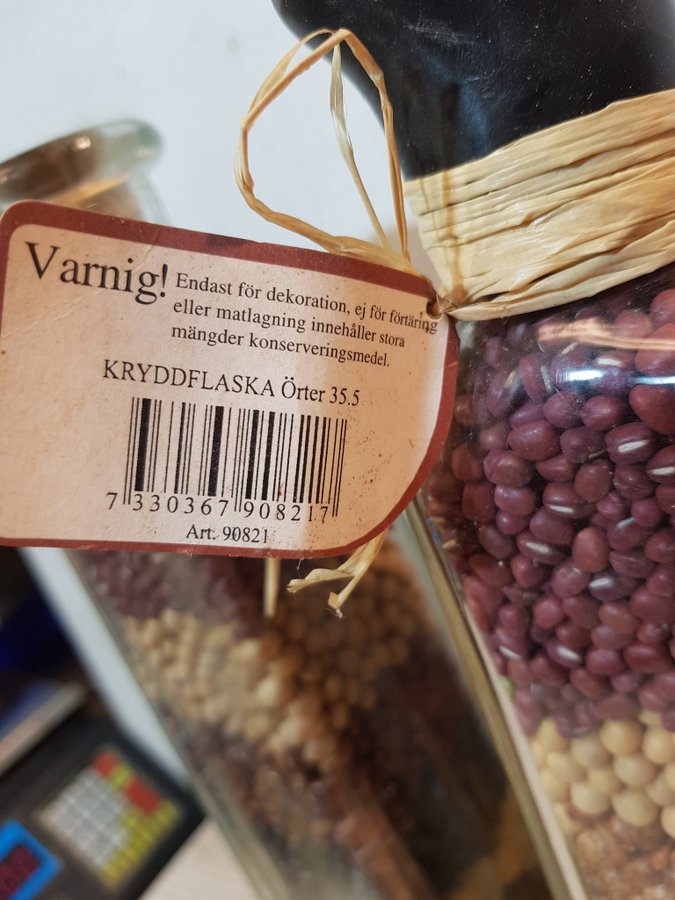 Varnig! Endast för dekoration, ej för förtäring
eller matlagning innehåller stora
mängder konserveringsmedel.
KRYDDFLASKA Örter 35.5
7 330367 908217
Art. 90821